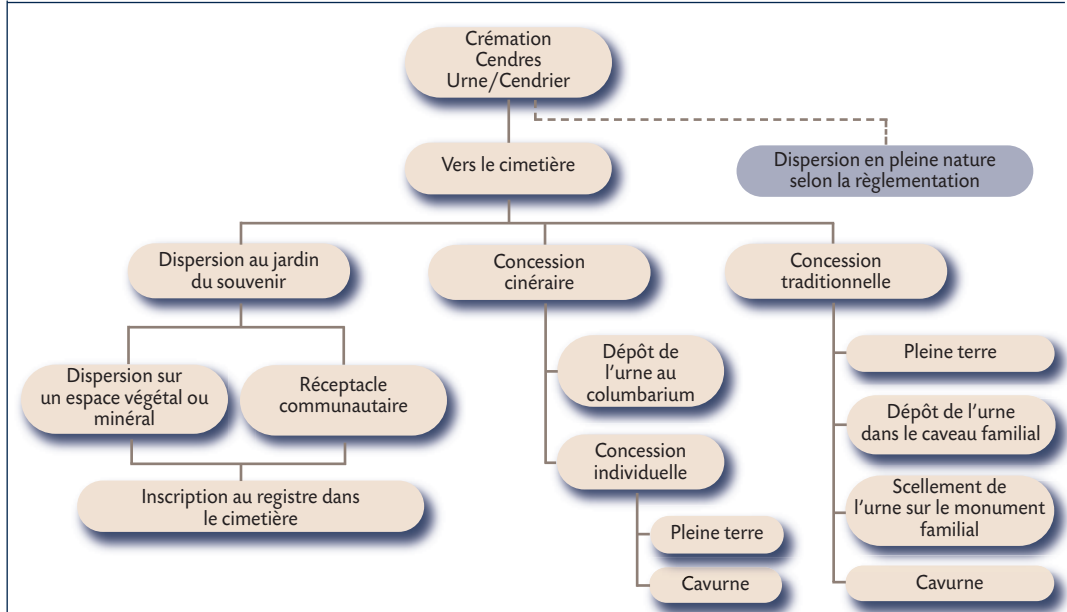 Crémation
Cendres
Urne/Cendrier
Vers le cimetière
Dispersion en pleine nature
selon la règlementation
Dispersion au jardin
du souvenir
Concession
cinéraire
Concession
traditionnelle
Dispersion sur
un espace végétal ou
minéral
Réceptacle
communautaire
Inscription au registre dans
le cimetière
Dépôt de
l'urne au
columbarium
Concession
individuelle
Pleine terre
Cavurne
Pleine terre
Dépôt de l'urne
dans le caveau familial
Scellement de
l'urne sur le monument
familial
Cavurne